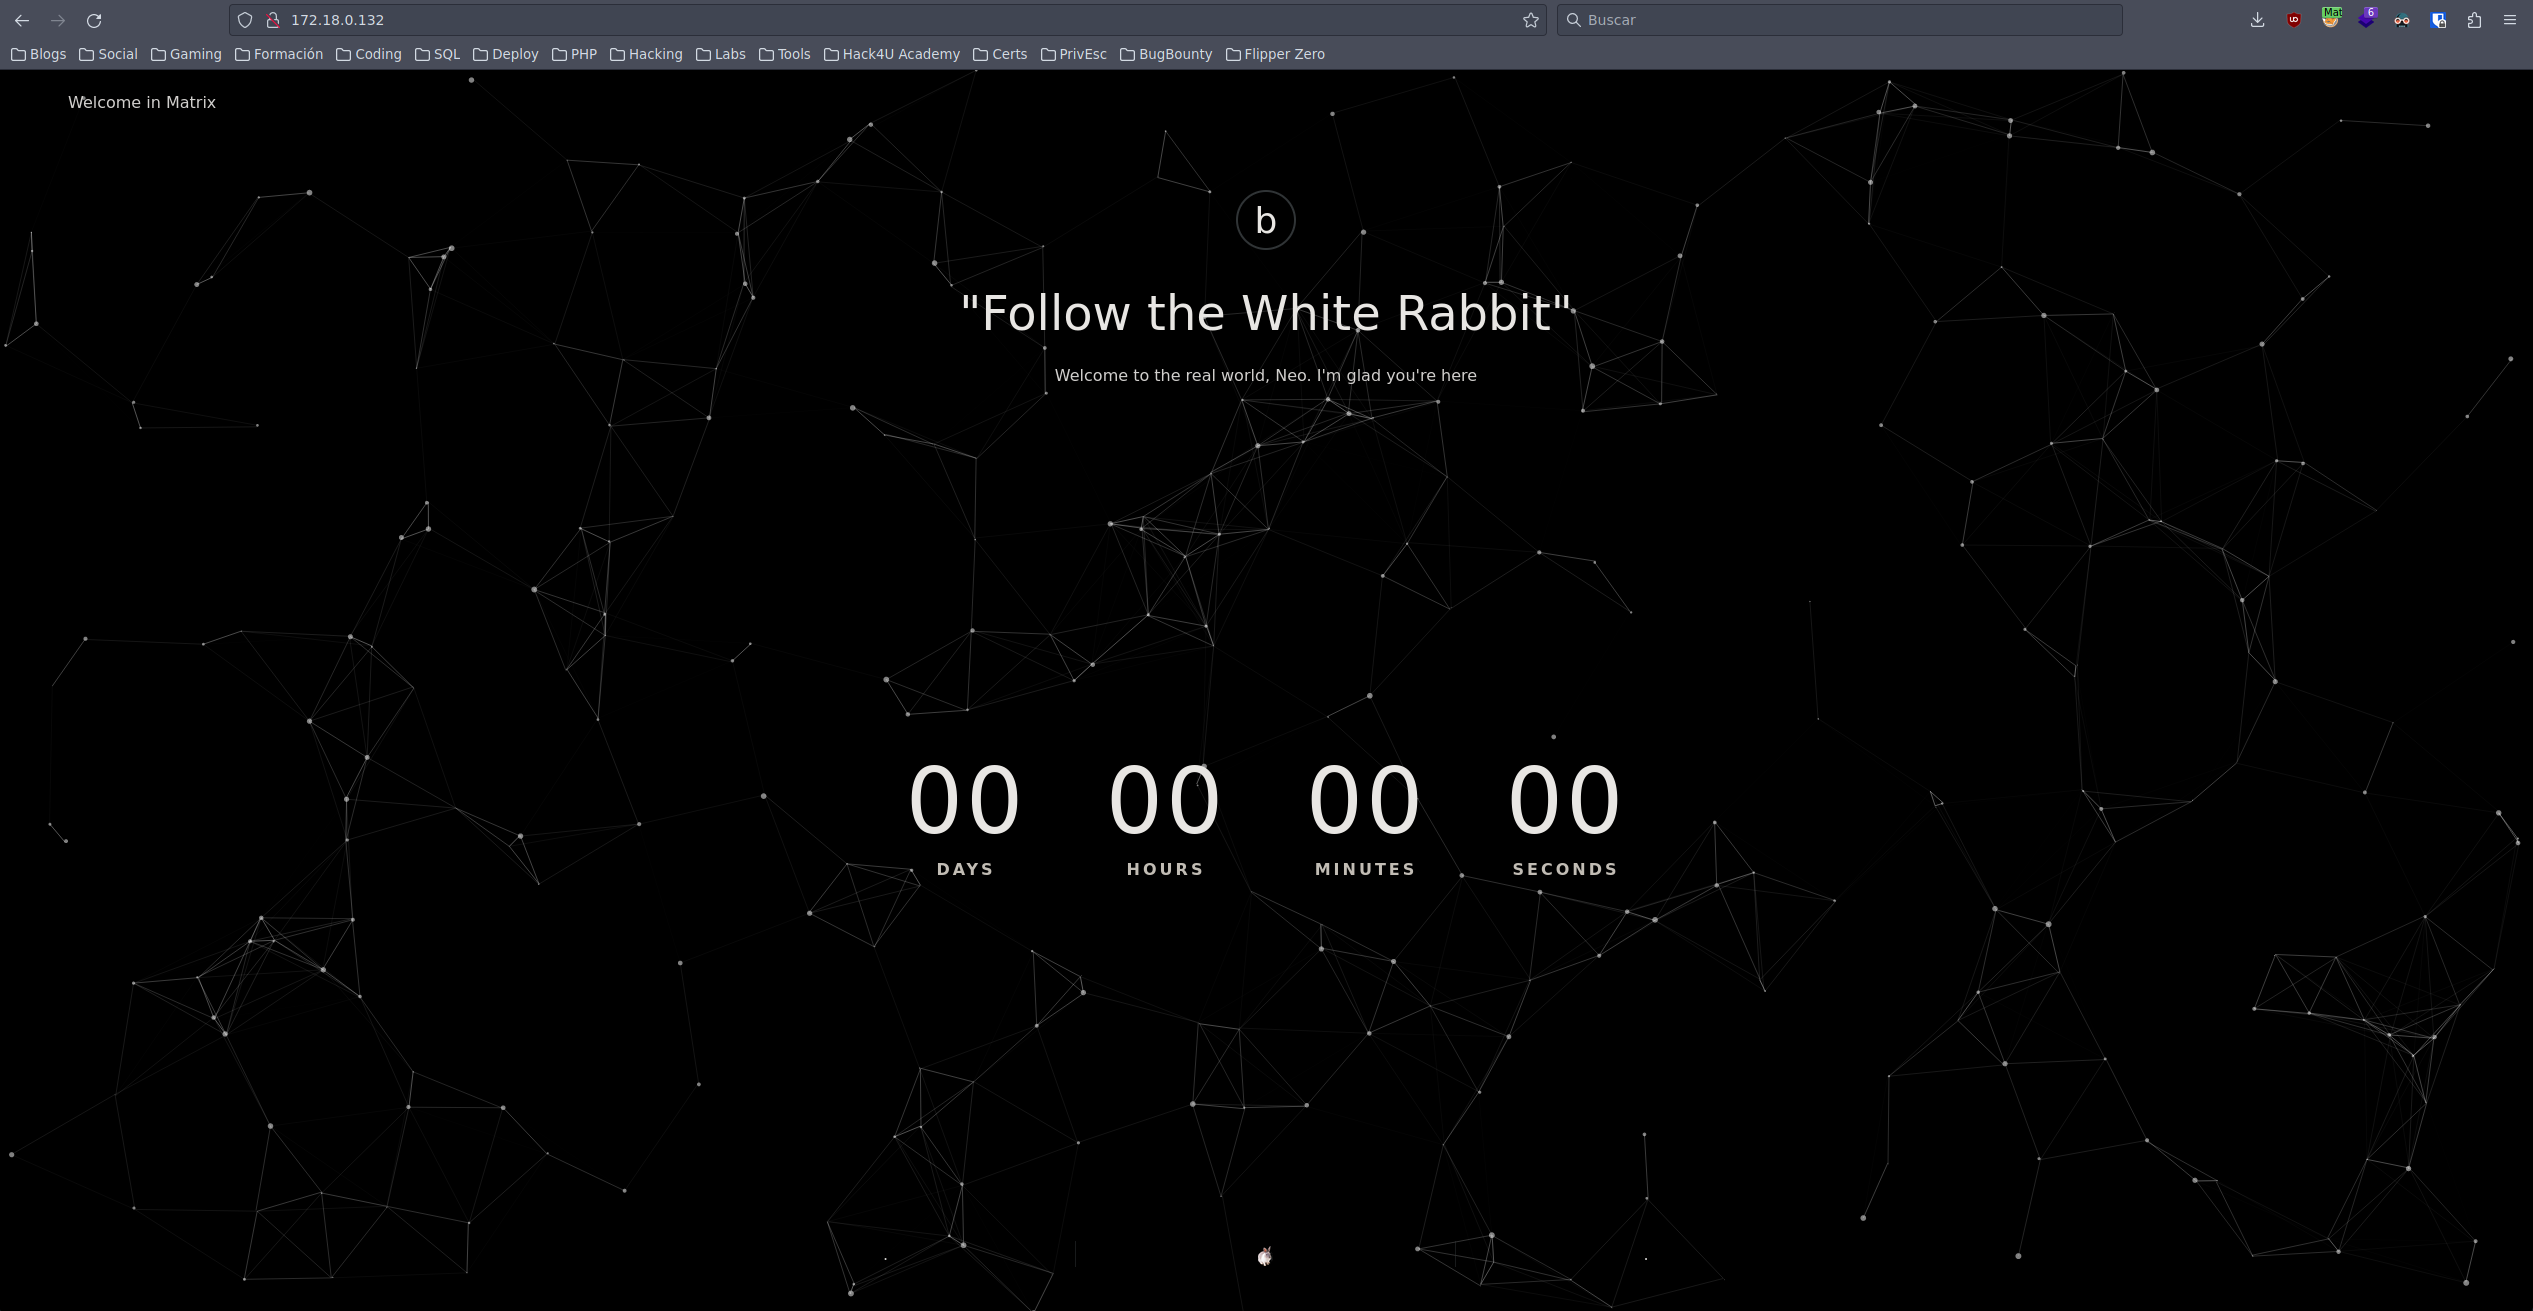 172.18.0.132
Buscar
Mat
6
Blogs Social Gaming Formación Coding SQL Deploy PHP Hacking Labs Tools Hack4U Academy Certs PrivEsc BugBounty Flipper Zero
Welcome in Matrix
b
"Follow the White Rabbit"
Welcome to the real world, Neo. I'm glad you're here
00 00 00 00
DAYS HOURS MINUTES SECONDS